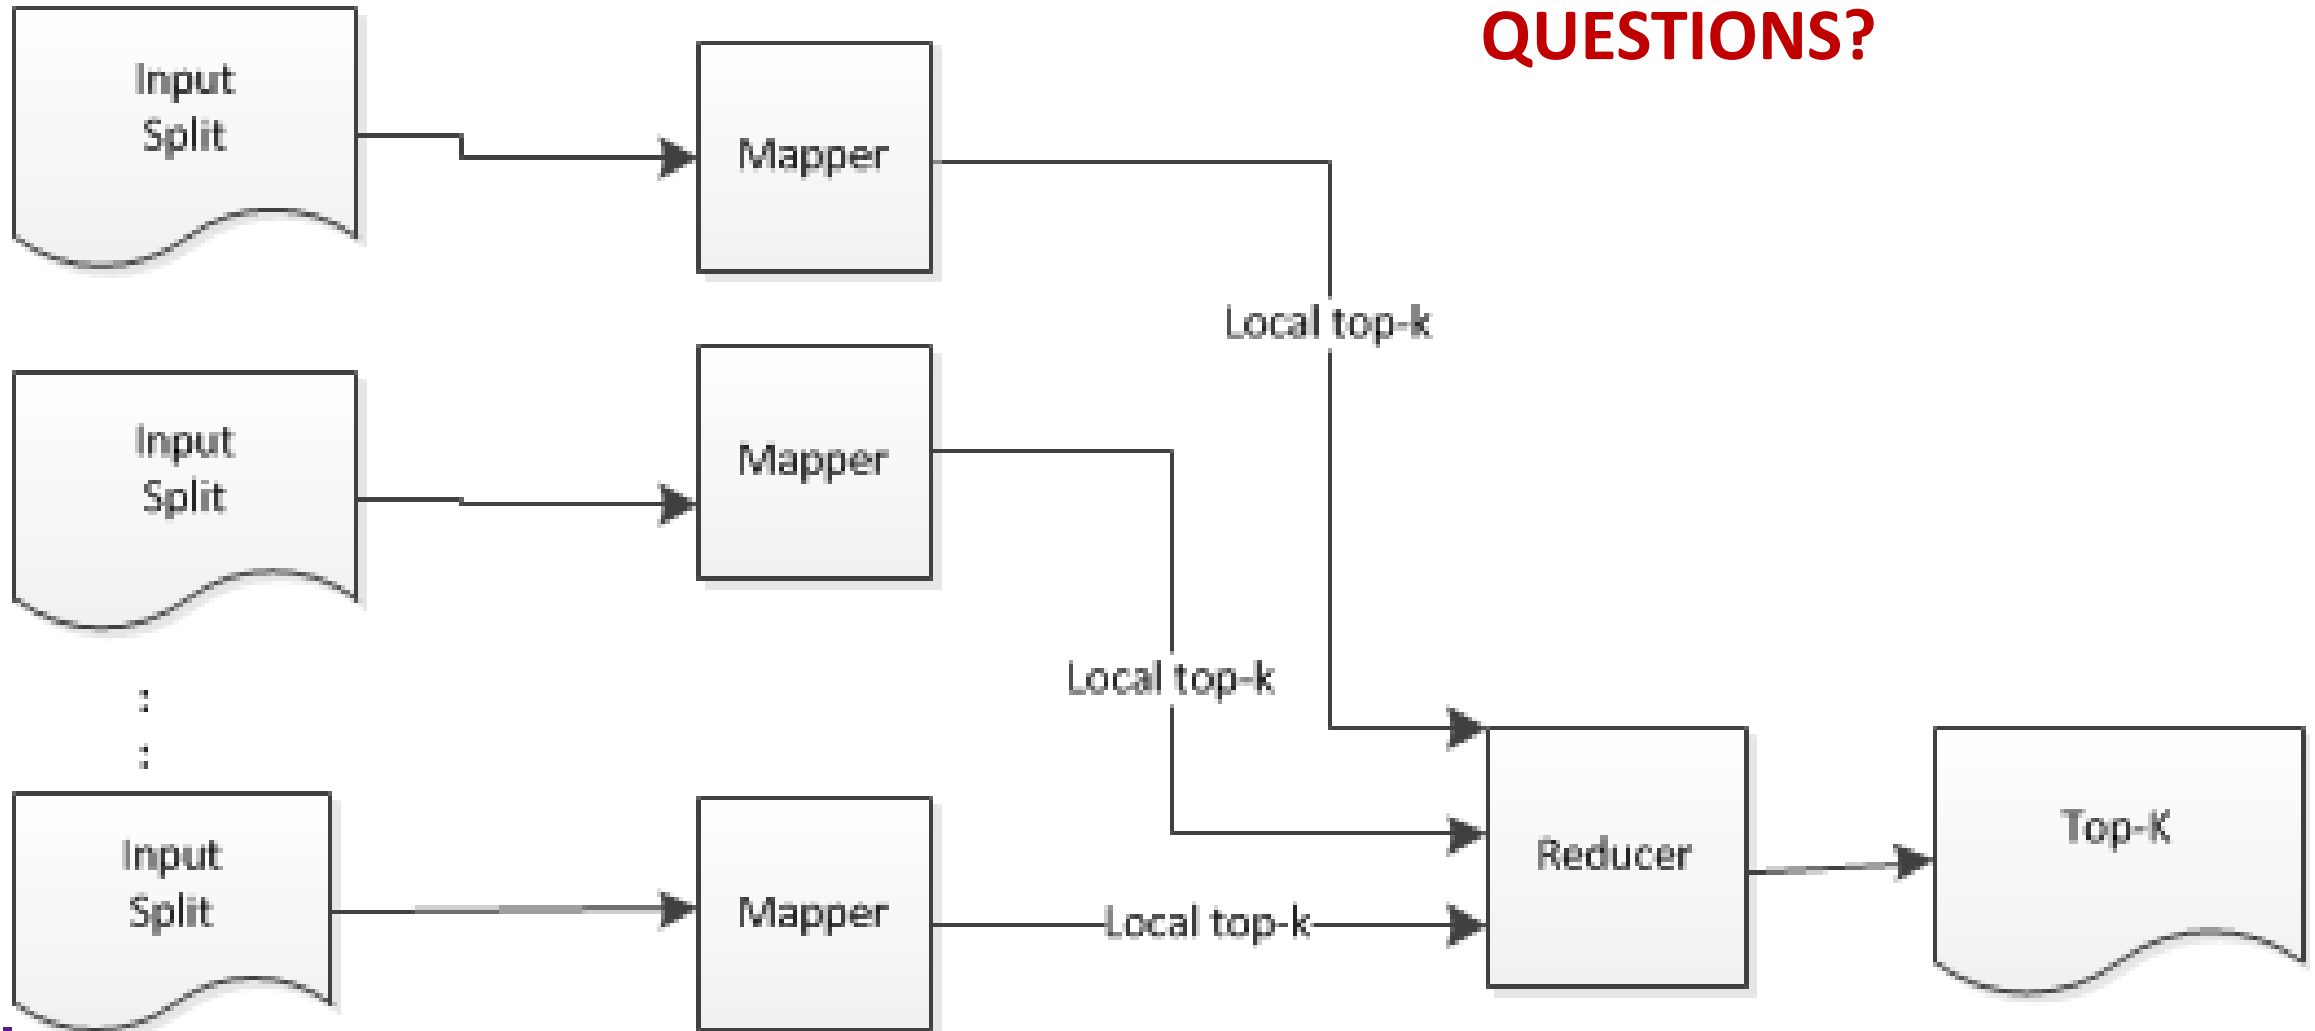 QUESTIONS?
Input
Split
Mapper
Local top-k
Input
Split
Mapper
Local top-k
:
:
Input
Split
Mapper
Local top-k
Reducer
Top-K